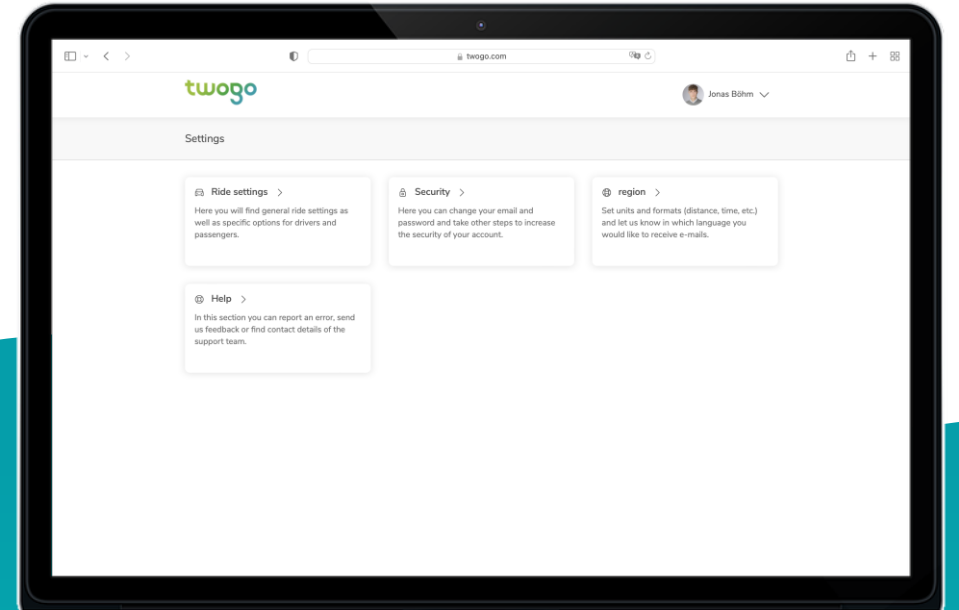 twogo.com
twogo
Jonas Böhm
Settings
Ride settings
Here you will find general ride settings as
well as specific options for drivers and
passengers.
Security
Here you can change your email and
password and take other steps to increase
the security of your account.
region
Set units and formats (distance, time, etc.)
and let us know in which language you
would like to receive e-mails.
Help
In this section you can report an error, send
us feedback or find contact details of the
support team.